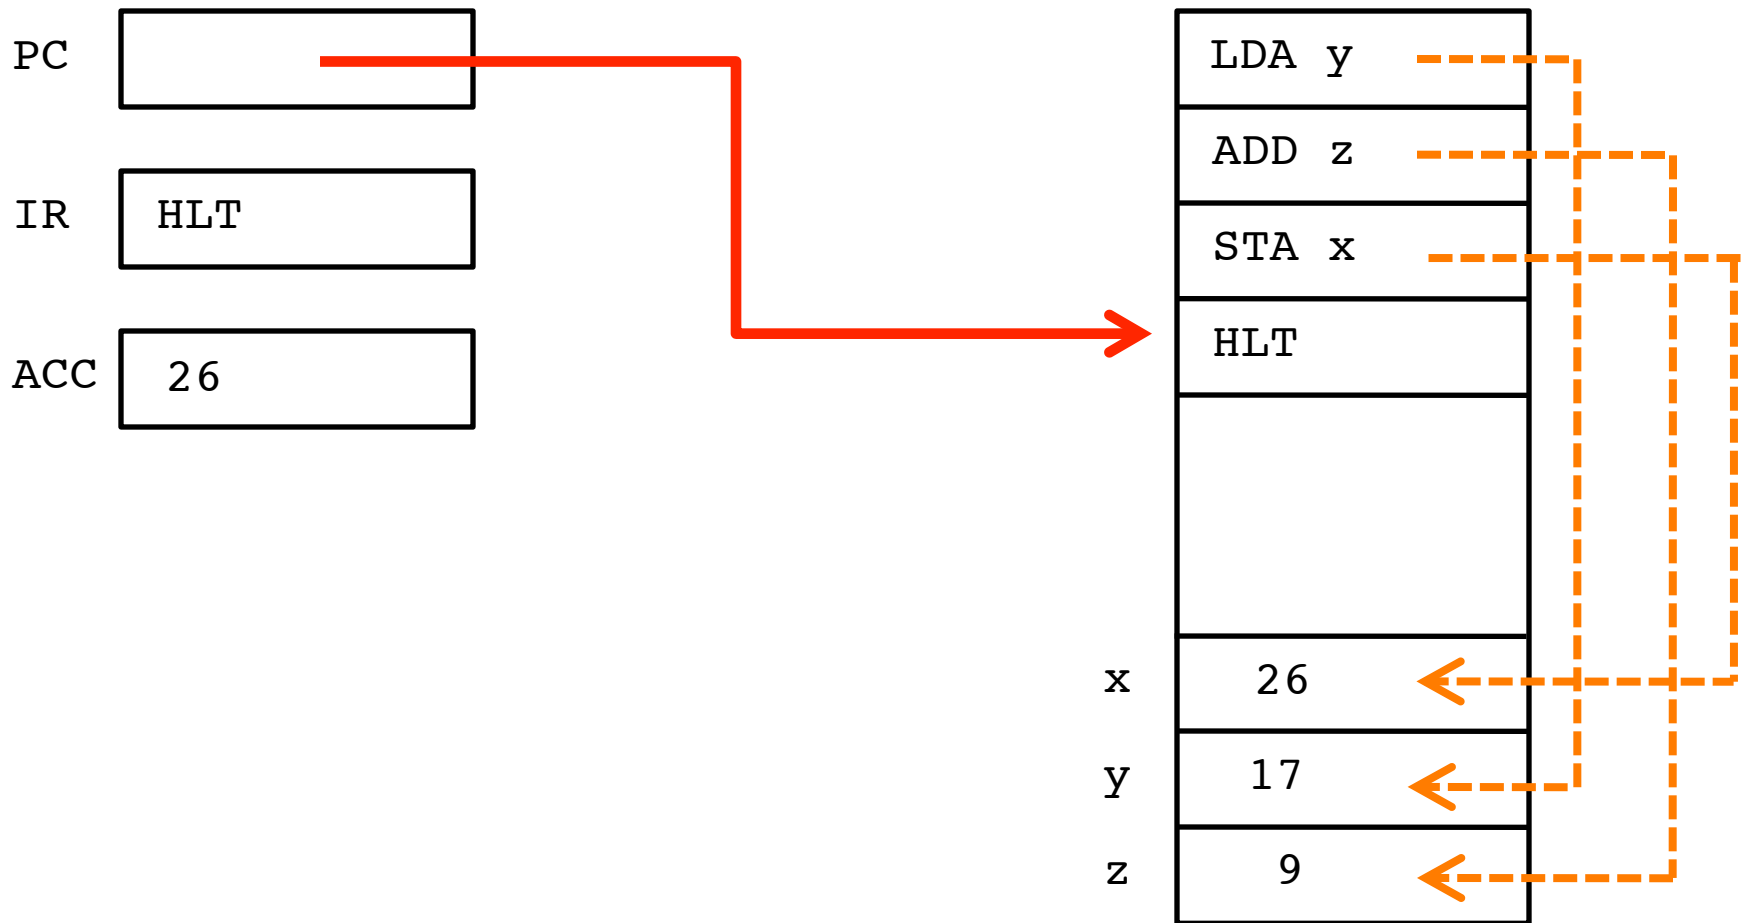 PC
IR HLT
ACC 26
LDA y
ADD z
STA x
HLT
x 26
y 17
z 9